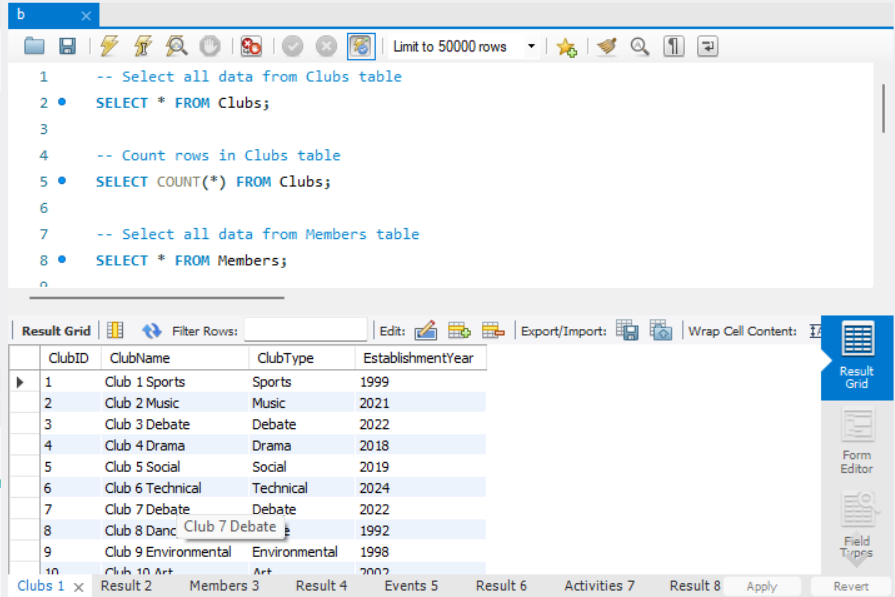 b
Limit to 50000 rows
1 -- Select all data from Clubs table
2 SELECT * FROM Clubs;
3
4 -- Count rows in Clubs table
5 SELECT COUNT(*) FROM Clubs;
6
7 -- Select all data from Members table
8 SELECT * FROM Members;
Result Grid Filter Rows: Edit: Export/Import: Wrap Cell Content:
ClubID ClubName ClubType EstablishmentYear
1 Club 1 Sports Sports 1999
2 Club 2 Music Music 2021
3 Club 3 Debate Debate 2022
4 Club 4 Drama Drama 2018
5 Club 5 Social Social 2019
6 Club 6 Technical Technical 2024
7 Club 7 Debate Debate 2022
Club 7 Debate
8 Club 8 Danc 1992
9 Club 9 Environmental Environmental 1998
10 Club 10 Art Art 2002
Result
Grid
Form
Editor
Field
Types
Clubs 1 Result 2 Members 3 Result 4 Events 5 Result 6 Activities 7 Result 8 Apply Revert